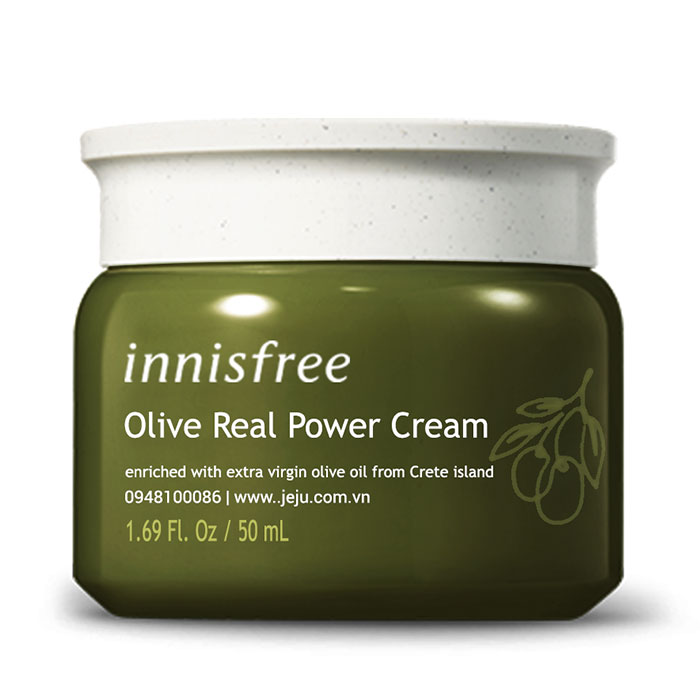 innisfree
Olive Real Power Cream
enriched with extra virgin olive oil from Crete island
0948100086 | www..jeju.com.vn
1.69 Fl. Oz / 50 mL